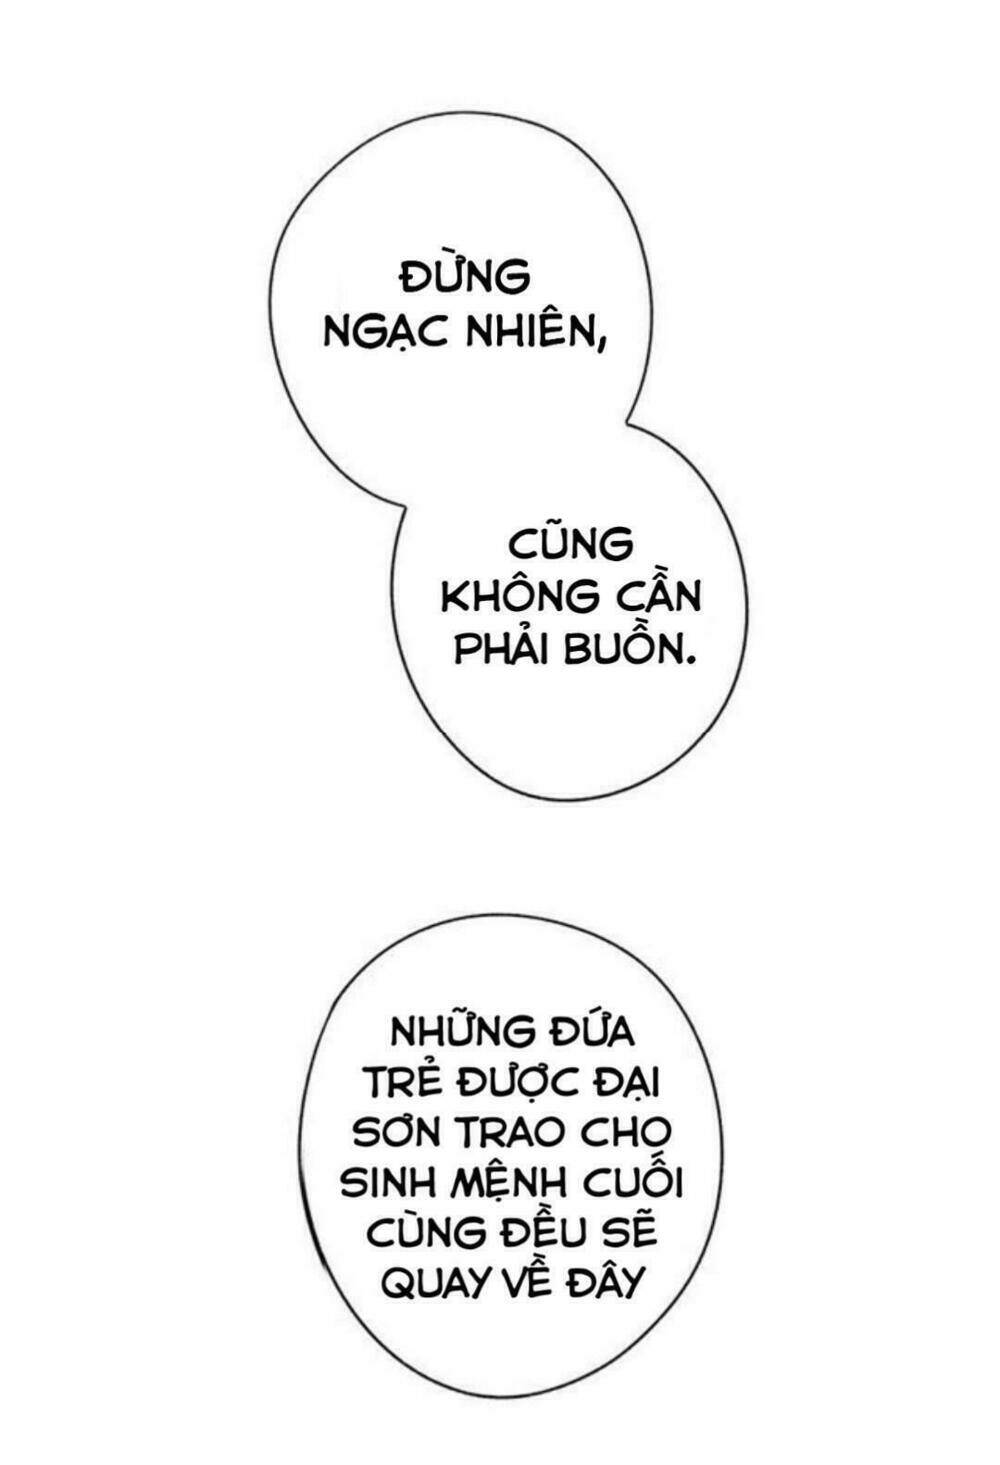 ĐỪNG
NGẠC NHIÊN,
CŨNG
KHÔNG CẦN
PHẢI BUỒN.
NHỮNG ĐỨA
TRẺ ĐƯỢC ĐẠI
SƠN TRAO CHO
SINH MỆNH CUỐI
CÙNG ĐỀU SẼ
QUAY VỀ ĐÂY